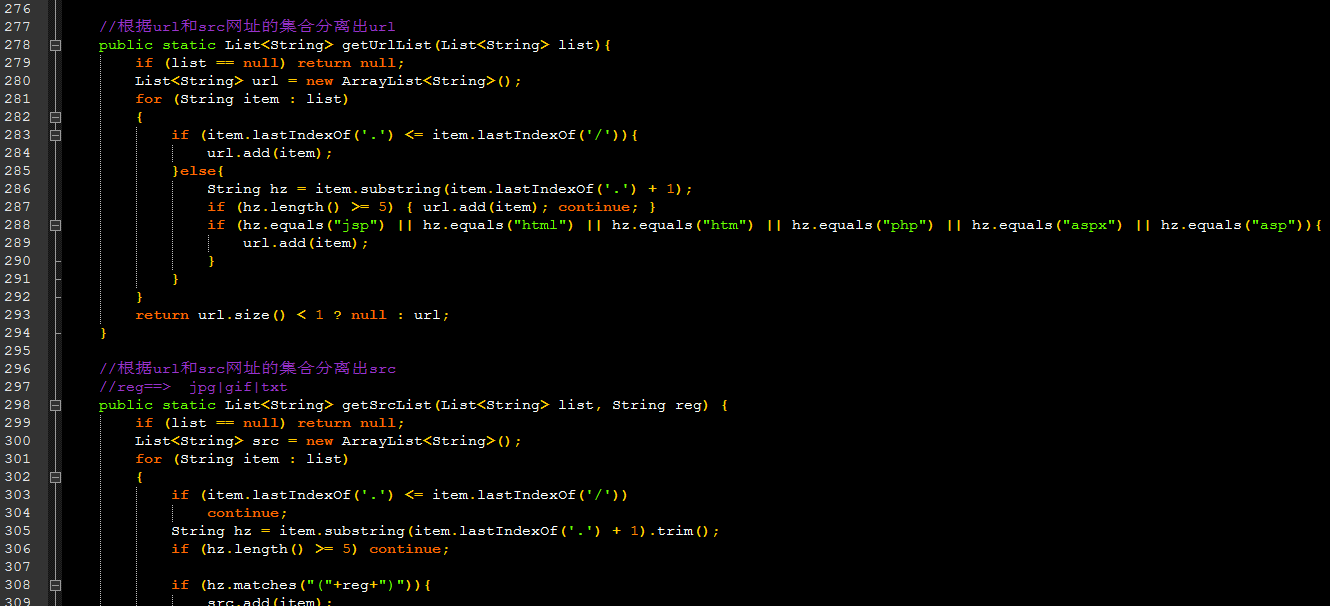 276
277 //根据url和src网址的集合分离出url
278 public static List<String> getUrlList(List<String> list){
279 if (list == null) return null;
280 List<String> url = new ArrayList<String>();
281 for (String item : list)
282 {
283 if (item.lastIndexOf('.') <= item.lastIndexOf('/')){
284 url.add(item);
285 }else{
286 String hz = item.substring(item.lastIndexOf('.') + 1);
287 if (hz.length() >= 5) { url.add(item); continue; }
288 if (hz.equals("jsp") || hz.equals("html") || hz.equals("htm") || hz.equals("php") || hz.equals("aspx") || hz.equals("asp")){
289 url.add(item);
290 }
291 }
292 }
293 return url.size() < 1 ? null : url;
294 }
295
296 //根据url和src网址的集合分离出src
297 //reg==> jpg|gif|txt
298 public static List<String> getSrcList(List<String> list, String reg) {
299 if (list == null) return null;
300 List<String> src = new ArrayList<String>();
301 for (String item : list)
302 {
303 if (item.lastIndexOf('.') <= item.lastIndexOf('/'))
304 continue;
305 String hz = item.substring(item.lastIndexOf('.') + 1).trim();
306 if (hz.length() >= 5) continue;
307
308 if (hz.matches("("+reg+")")){
309 src.add(item);